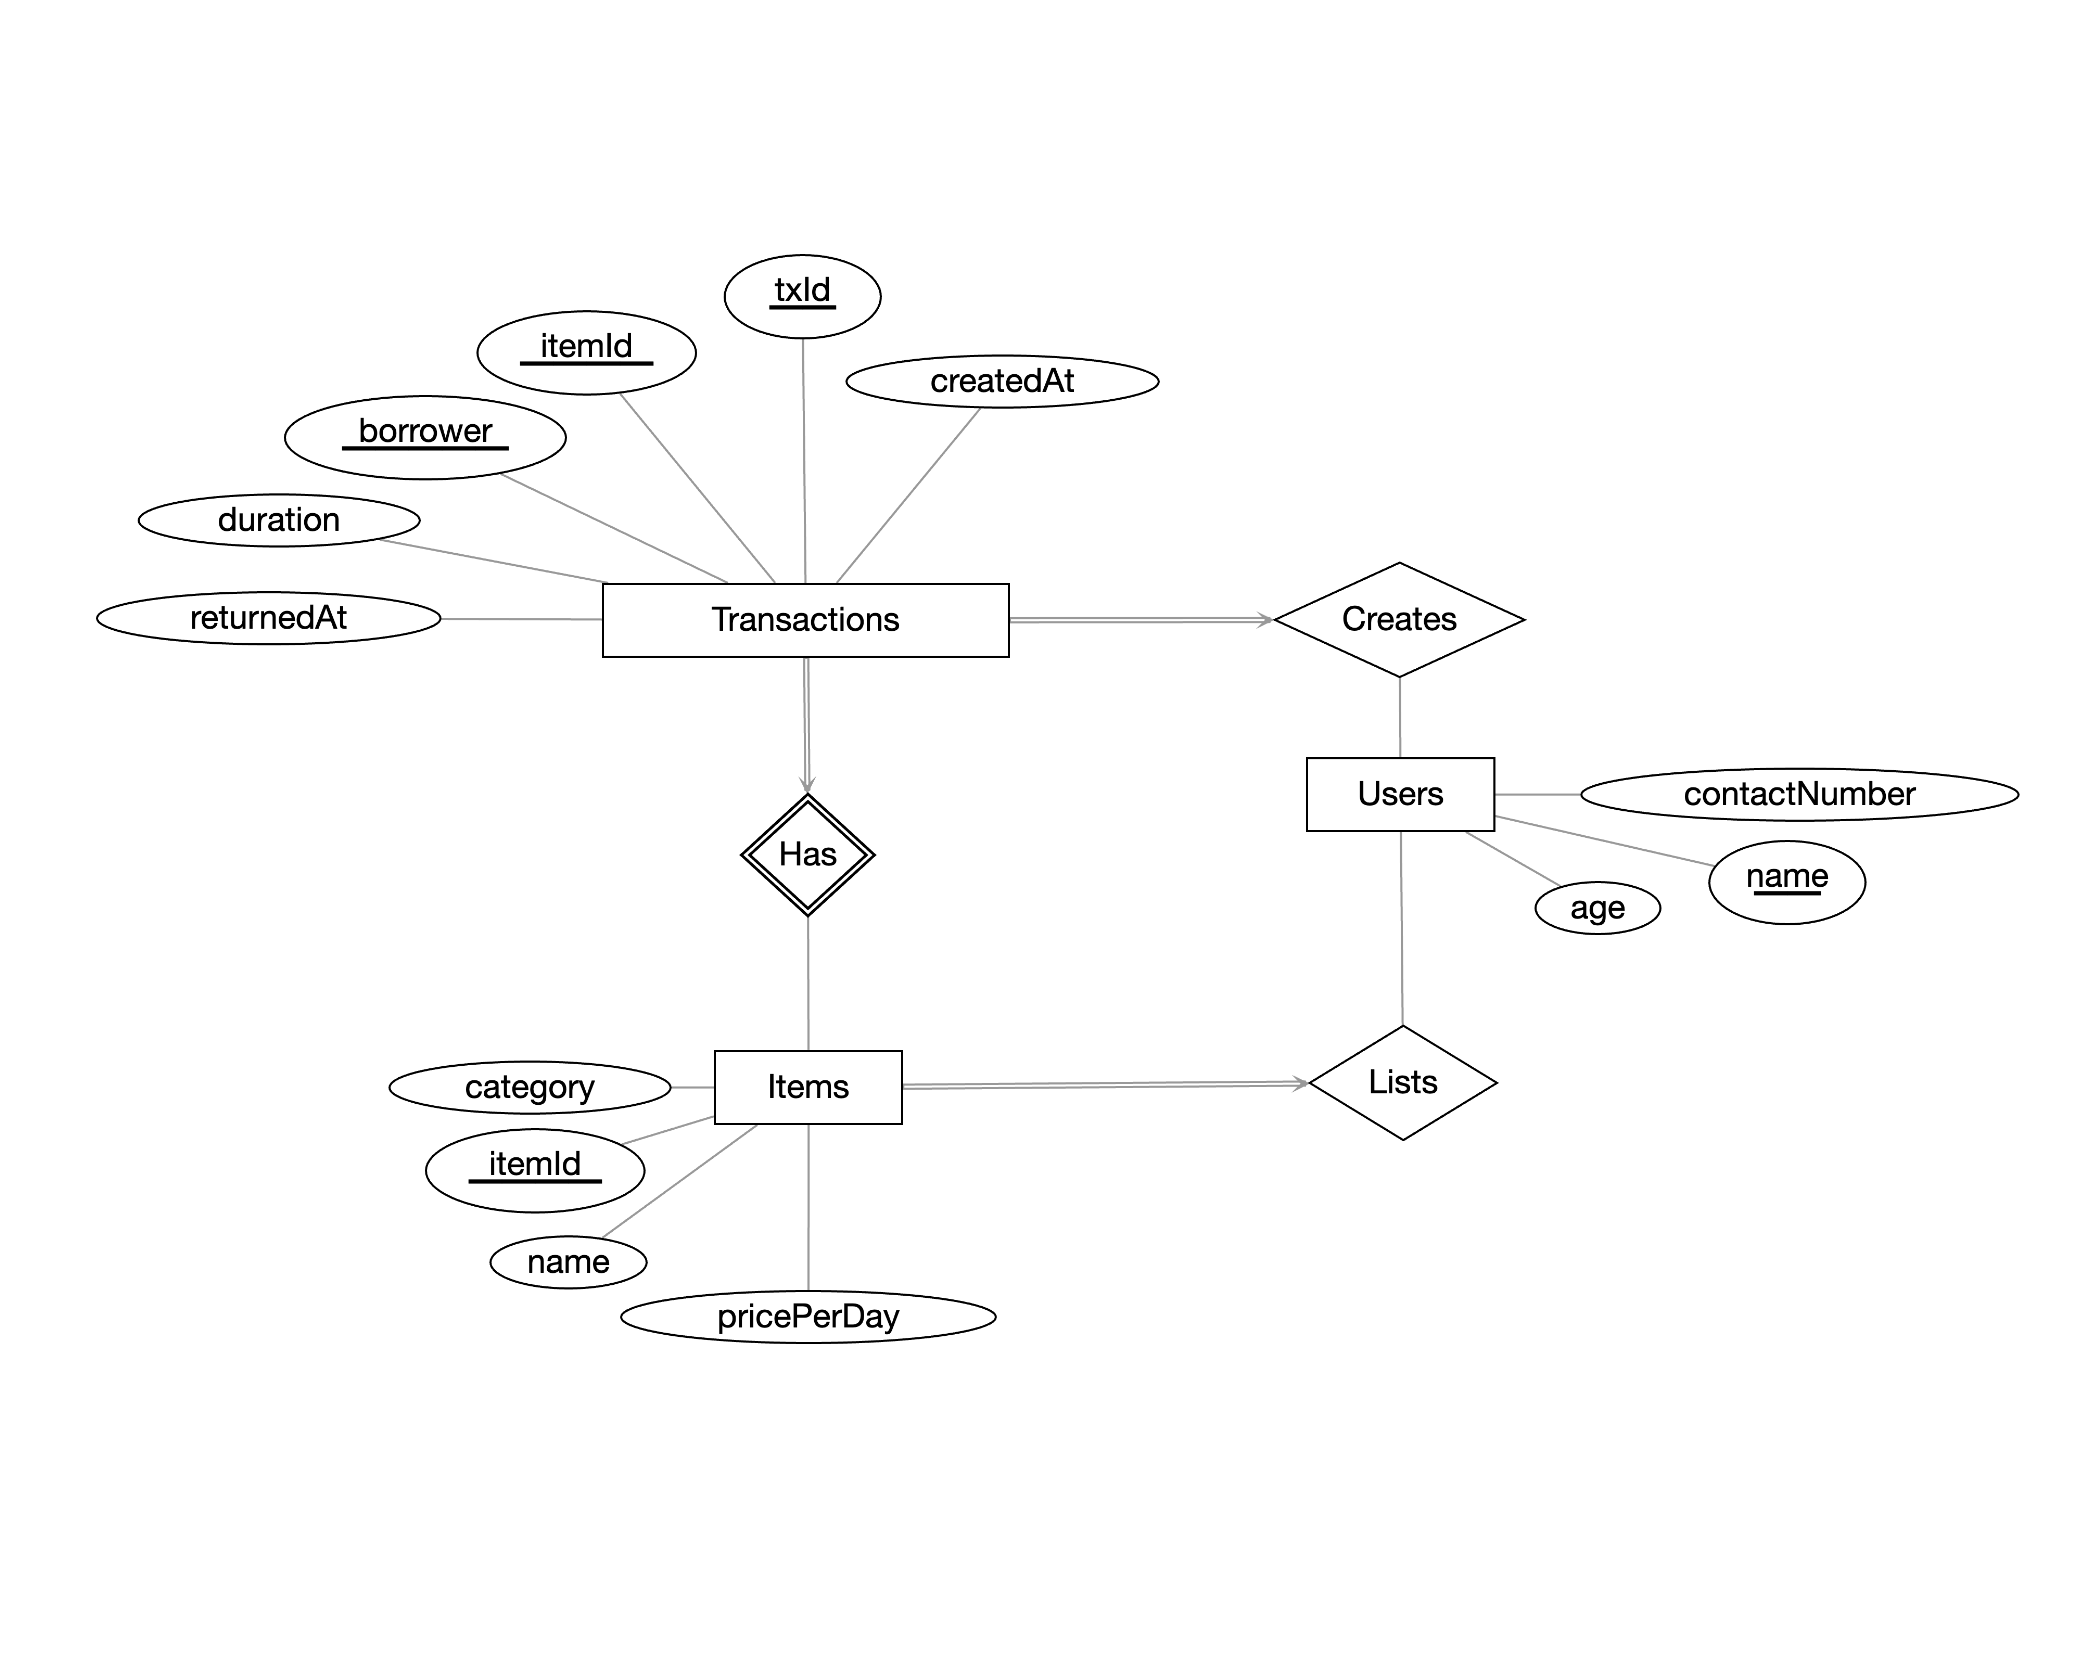 txId
itemId
createdAt
borrower
duration
returnedAt
Transactions
Creates
Users
contactNumber
name
age
Has
Items
category
itemId
name
pricePerDay
Lists